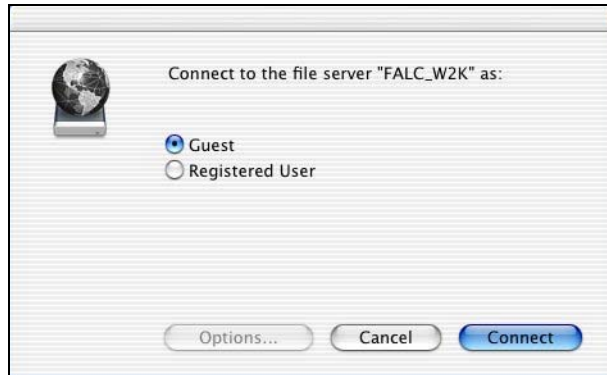 Connect to the file server "FALC_W2K" as:
Guest
Registered User
Options... Cancel Connect